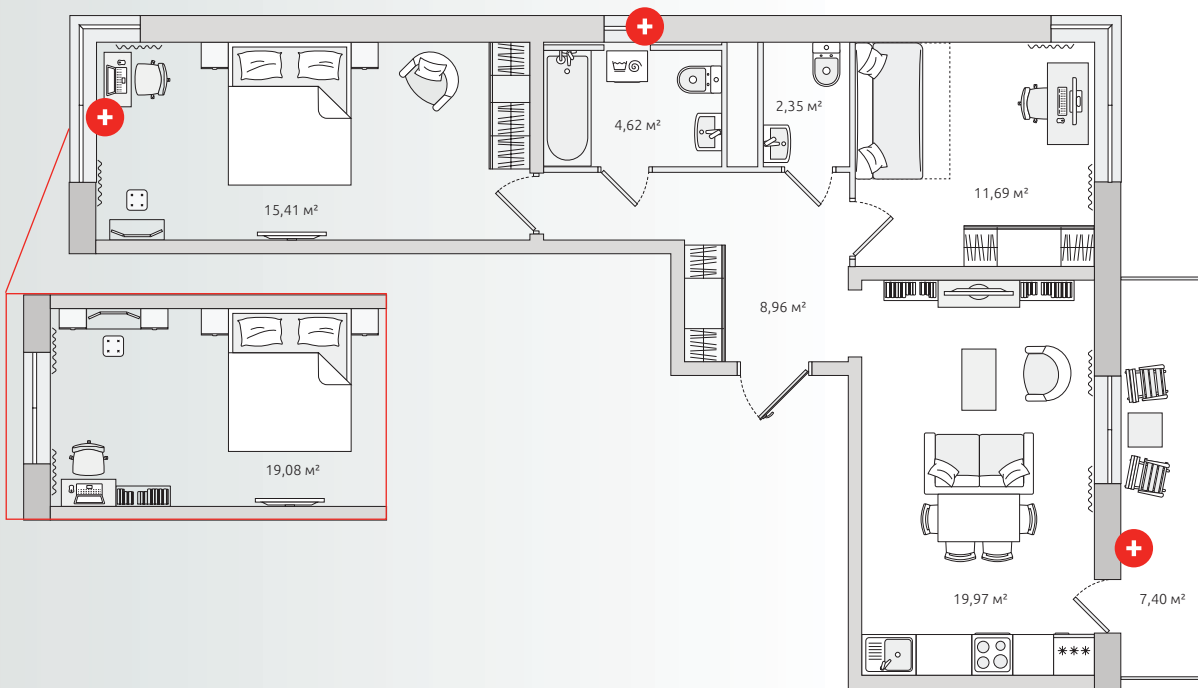 2,35 м²
4,62 м²
11,69 м²
15,41 м²
8,96 м²
19,08 м²
19,97 м²
7,40 м²